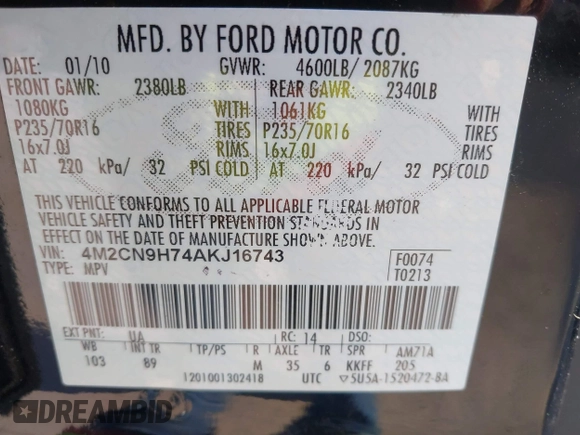 MFD. BY FORD MOTOR CO.
DATE: 01/10 GVWR: 4600LB/ 2087KG
FRONT GAWR: 2380LB REAR GAWR: 2340LB
1080KG WITH 1061KG WITH
P235/70R16 TIRES P235/70R16 TIRES
16x7.0J RIMS 16x7.0J RIMS
AT 220 kPa/ 32 PSI COLD AT 220 kPa/ 32 PSI COLD
THIS VEHICLE CONFORMS TO ALL APPLICABLE FEDERAL MOTOR
VEHICLE SAFETY AND THEFT PREVENTION STANDARDS IN
EFFECT ON THE DATE OF MANUFACTURE SHOWN ABOVE.
VIN: 4M2CN9H74AKJ16743 F0074
TYPE: MPV T0213
EXT PNT: UA RC: 14 DSO:
WB INT TR TP/PS R AXLE TR SPR AM71A
103 89 M 35 6 KKFF 205
1201001302418 UTC 5U5A-1520472-BA
DREAMBID